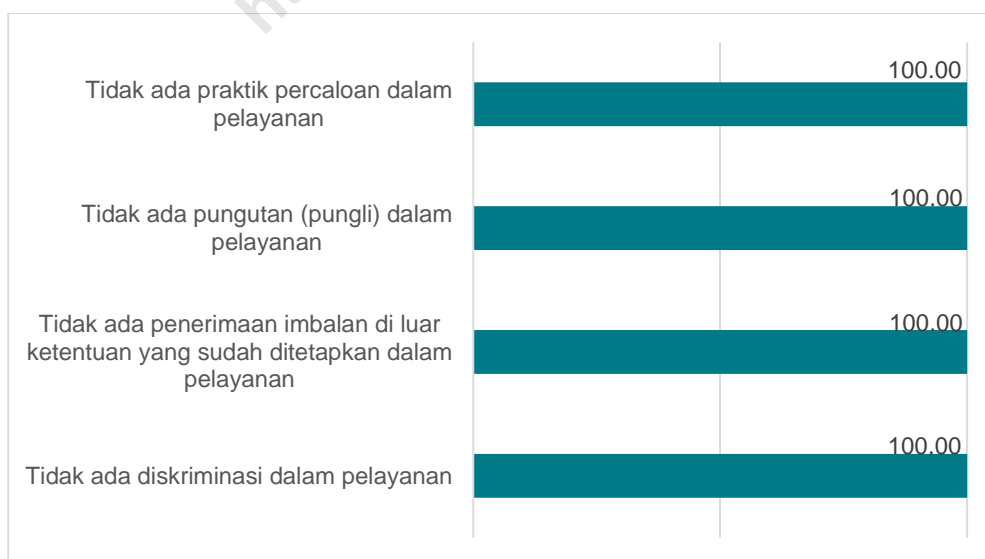 100.00
Tidak ada praktik percaloan dalam
pelayanan
100.00
Tidak ada pungutan (pungli) dalam
pelayanan
100.00
Tidak ada penerimaan imbalan di luar
ketentuan yang sudah ditetapkan dalam
pelayanan
100.00
Tidak ada diskriminasi dalam pelayanan